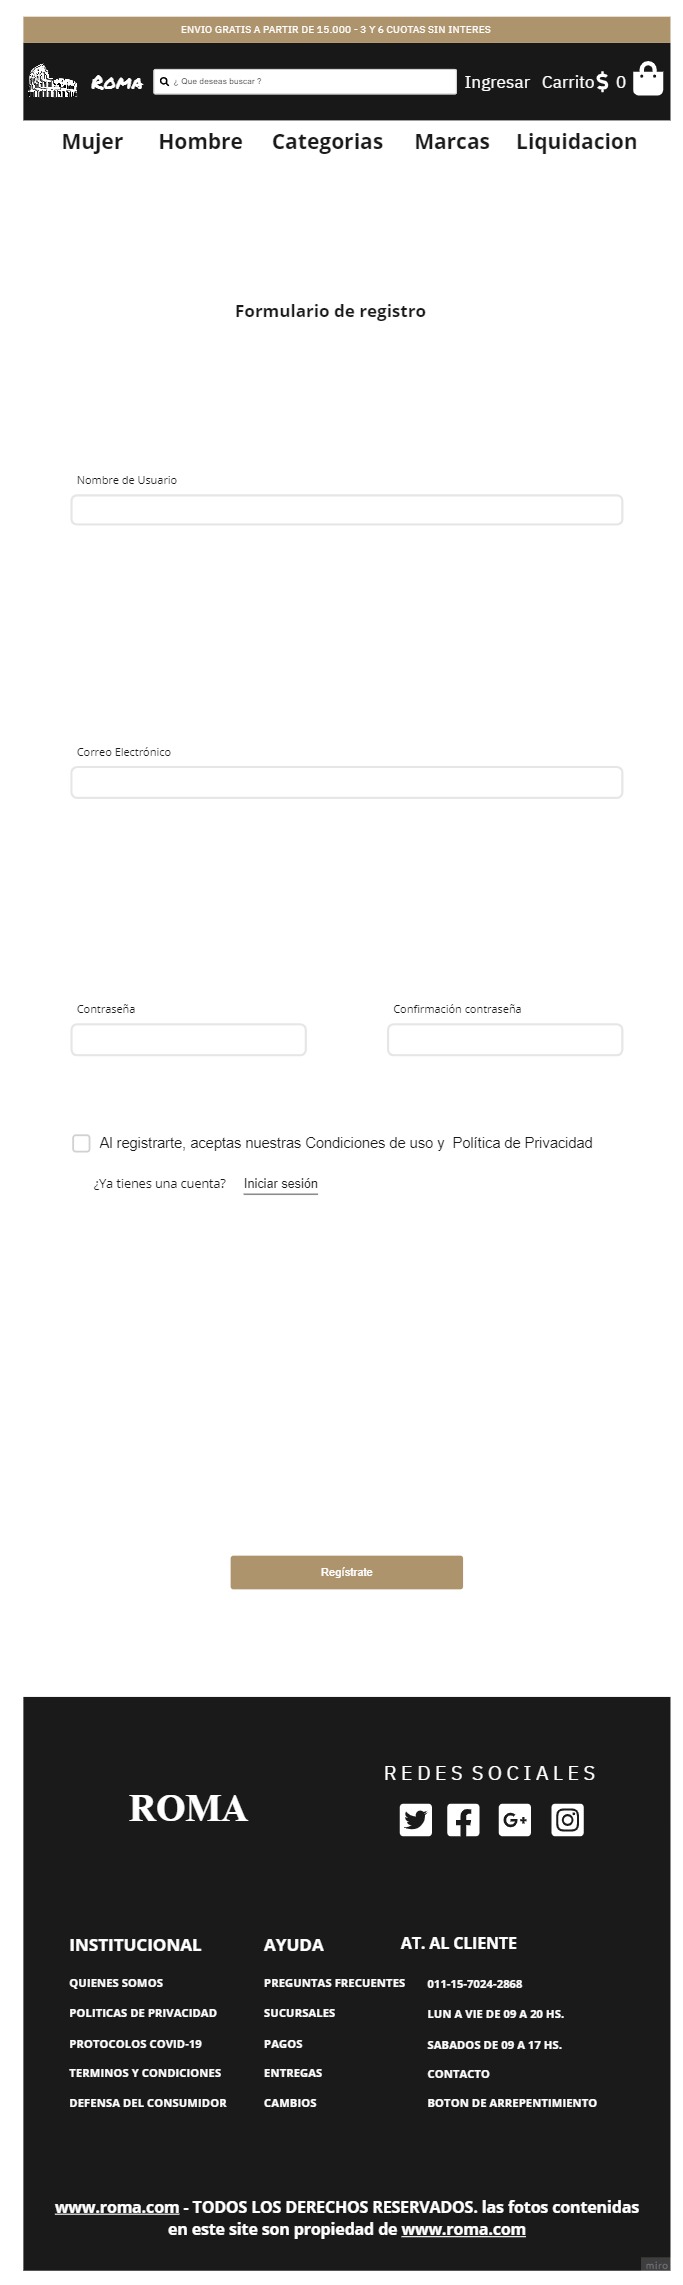 ENVIO GRATIS A PARTIR DE 15.000 - 3 Y 6 CUOTAS SIN INTERES
ROMA ¿ Que deseas buscar ? Ingresar Carrito $ 0
Mujer Hombre Categorias Marcas Liquidacion
Formulario de registro
Nombre de Usuario
Correo Electrónico
Contraseña Confirmación contraseña
Al registrarte, aceptas nuestras Condiciones de uso y Política de Privacidad
¿Ya tienes una cuenta? Iniciar sesión
Regístrate
REDES SOCIALES
ROMA
G+
INSTITUCIONAL AYUDA AT. AL CLIENTE
QUIENES SOMOS PREGUNTAS FRECUENTES 011-15-7024-2868
POLITICAS DE PRIVACIDAD SUCURSALES LUN A VIE DE 09 A 20 HS.
PROTOCOLOS COVID-19 PAGOS SABADOS DE 09 A 17 HS.
TERMINOS Y CONDICIONES ENTREGAS CONTACTO
DEFENSA DEL CONSUMIDOR CAMBIOS BOTON DE ARREPENTIMIENTO
www.roma.com - TODOS LOS DERECHOS RESERVADOS. las fotos contenidas
en este site son propiedad de www.roma.com
miro